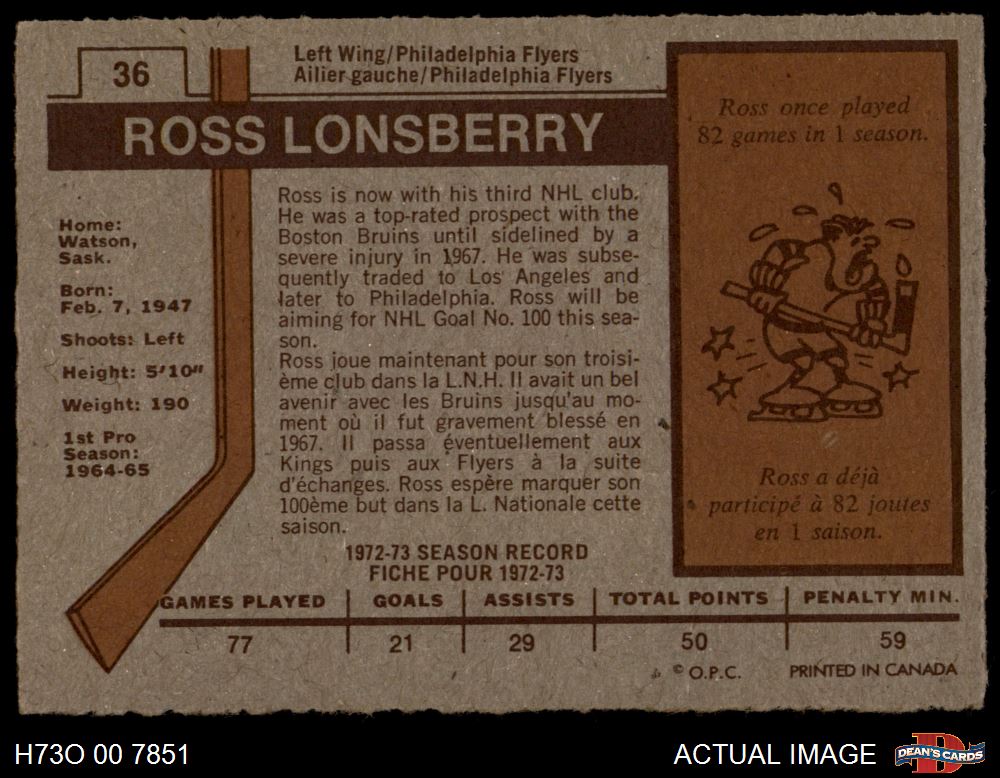 36
Left Wing/Philadelphia Flyers
Ailier gauche/Philadelphia Flyers
ROSS LONSBERRY
Home:
Watson,
Sask.
Born:
Feb. 7, 1947
Shoots: Left
Height: 5'10"
Weight: 190
1st Pro
Season:
1964-65
Ross is now with his third NHL club.
He was a top-rated prospect with the
Boston Bruins until sidelined by a
severe injury in 1967. He was subse-
quently traded to Los Angeles and
later to Philadelphia. Ross will be
aiming for NHL Goal No. 100 this sea-
son.
Ross joue maintenant pour son troisi-
ème club dans la L.N.H. Il avait un bel
avenir avec les Bruins jusqu'au mo-
ment où il fut gravement blessé en
1967. Il passa éventuellement aux
Kings puis aux Flyers à la suite
d'échanges. Ross espère marquer son
100ème but dans la L. Nationale cette
saison.
Ross once played
82 games in 1 season.
Ross a déjà
participé à 82 joutes
en 1 saison.
1972-73 SEASON RECORD
FICHE POUR 1972-73
GAMES PLAYED GOALS ASSISTS TOTAL POINTS PENALTY MIN.
77 21 29 50 59
© O.P.C. PRINTED IN CANADA
H73O 00 7851
ACTUAL IMAGE
DEAN'S CARDS